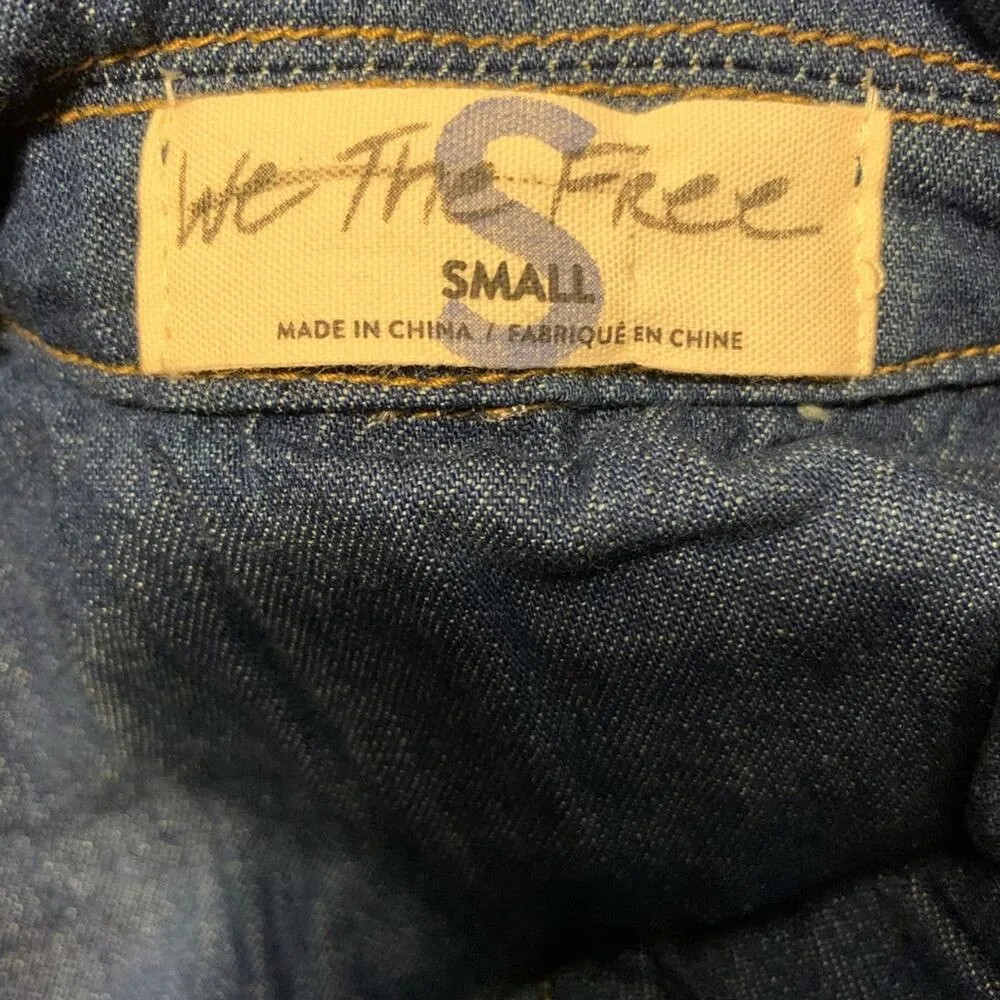 We The Free
S
SMALL
MADE IN CHINA / FABRIQUÉ EN CHINE